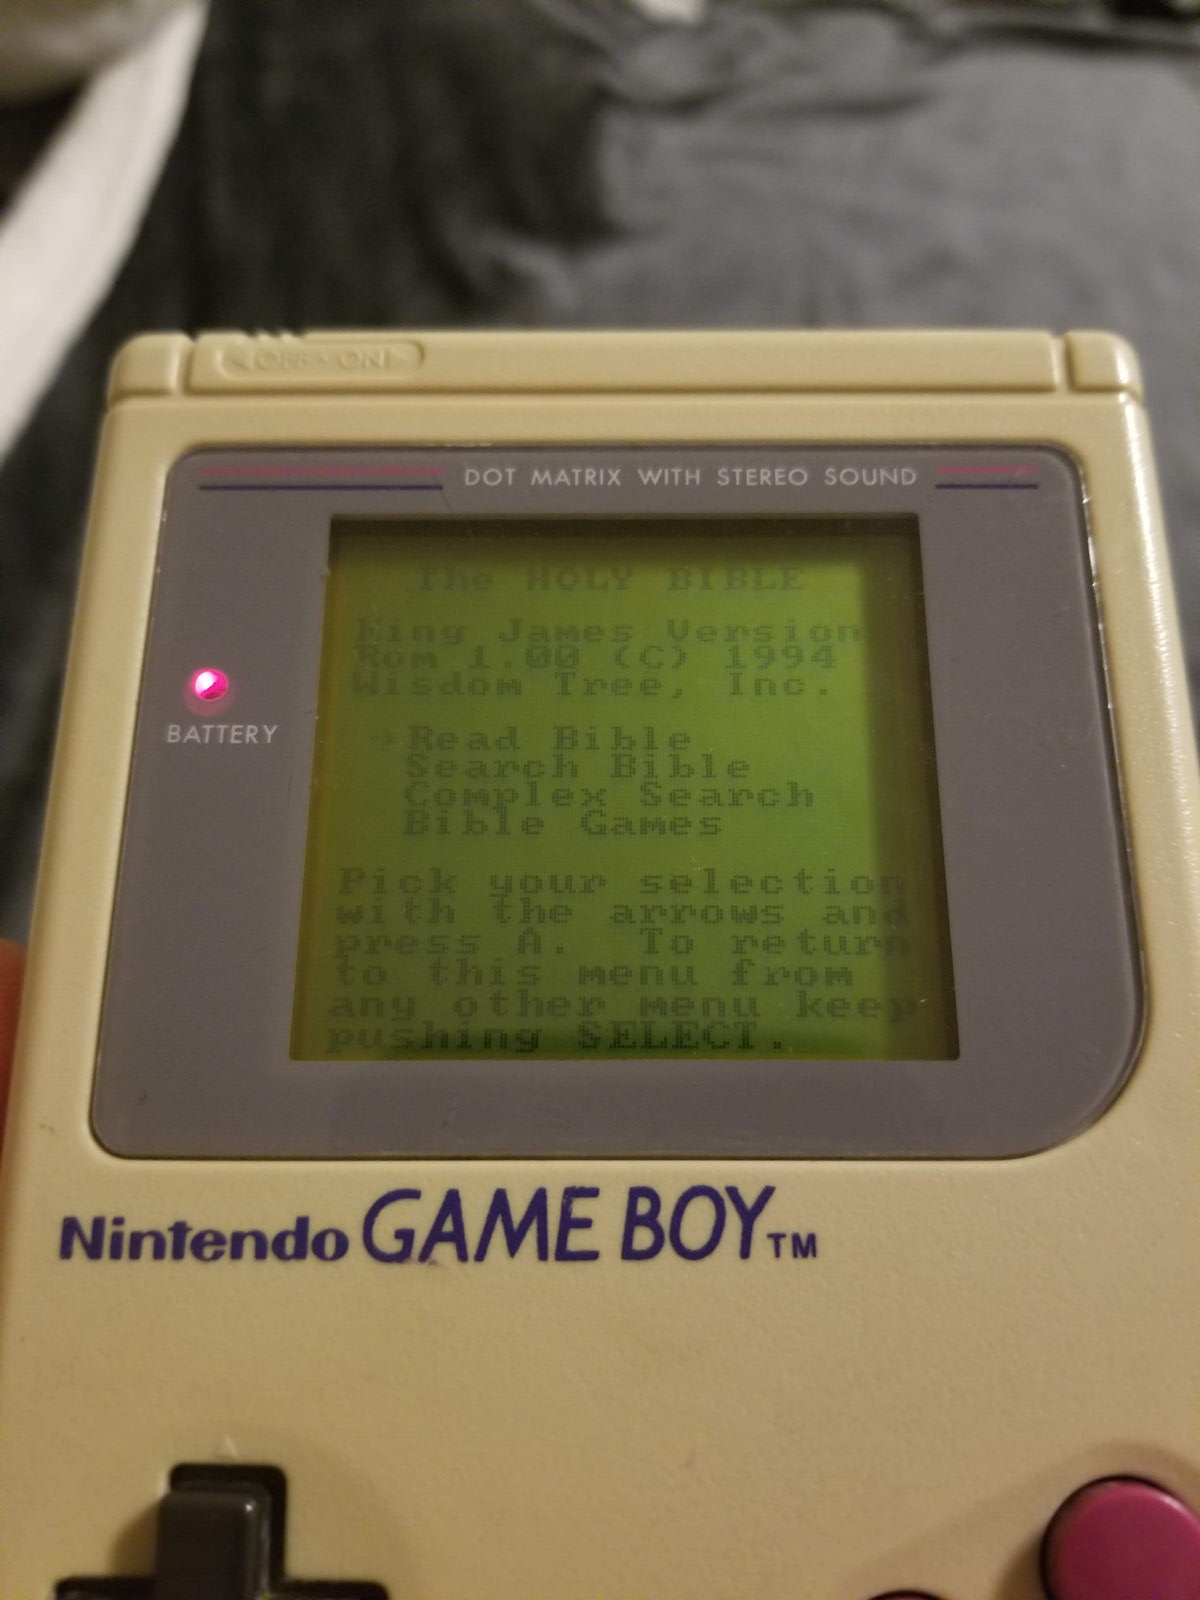 OFF ON
DOT MATRIX WITH STEREO SOUND
The HOLY BIBLE
King James Version
Rom 1.00 (C) 1994
Wisdom Tree, Inc.
BATTERY
→Read Bible
Search Bible
Complex Search
Bible Games
Pick your selection
with the arrows and
press A. To return
to this menu from
any other menu keep
pushing SELECT.
Nintendo GAME BOY TM